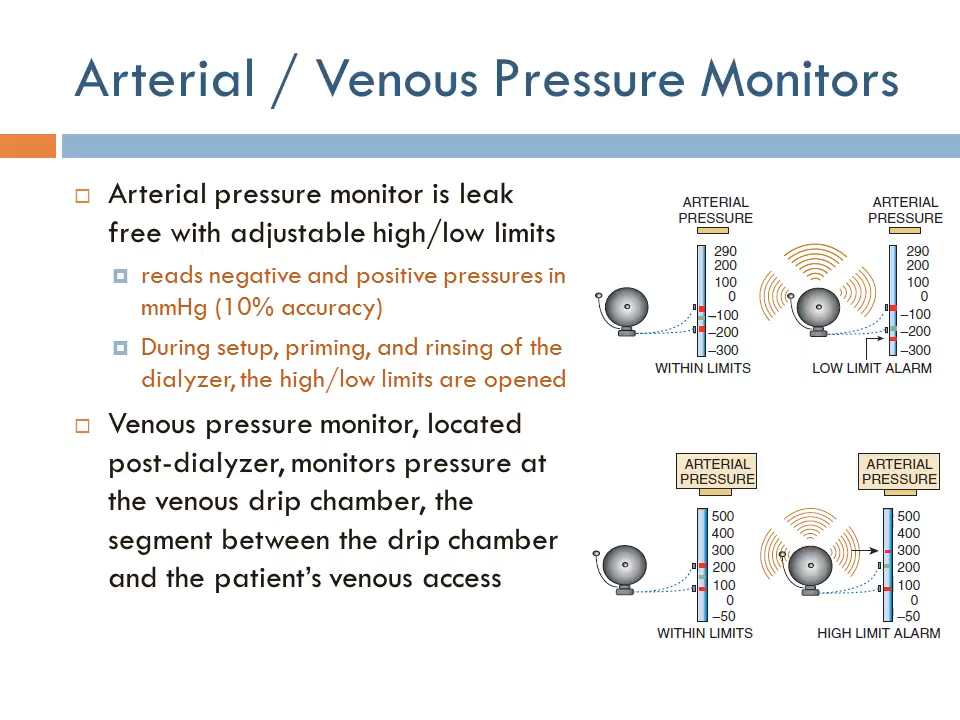 Arterial / Venous Pressure Monitors
Arterial pressure monitor is leak
free with adjustable high/low limits
reads negative and positive pressures in
mmHg (10% accuracy)
During setup, priming, and rinsing of the
dialyzer, the high/low limits are opened
Venous pressure monitor, located
post-dialyzer, monitors pressure at
the venous drip chamber, the
segment between the drip chamber
and the patient's venous access
ARTERIAL
PRESSURE
290
200
100
0
–100
–200
–300
WITHIN LIMITS
ARTERIAL
PRESSURE
290
200
100
0
–100
–200
–300
LOW LIMIT ALARM
ARTERIAL
PRESSURE
500
400
300
200
100
0
–50
WITHIN LIMITS
ARTERIAL
PRESSURE
500
400
300
200
100
0
–50
HIGH LIMIT ALARM